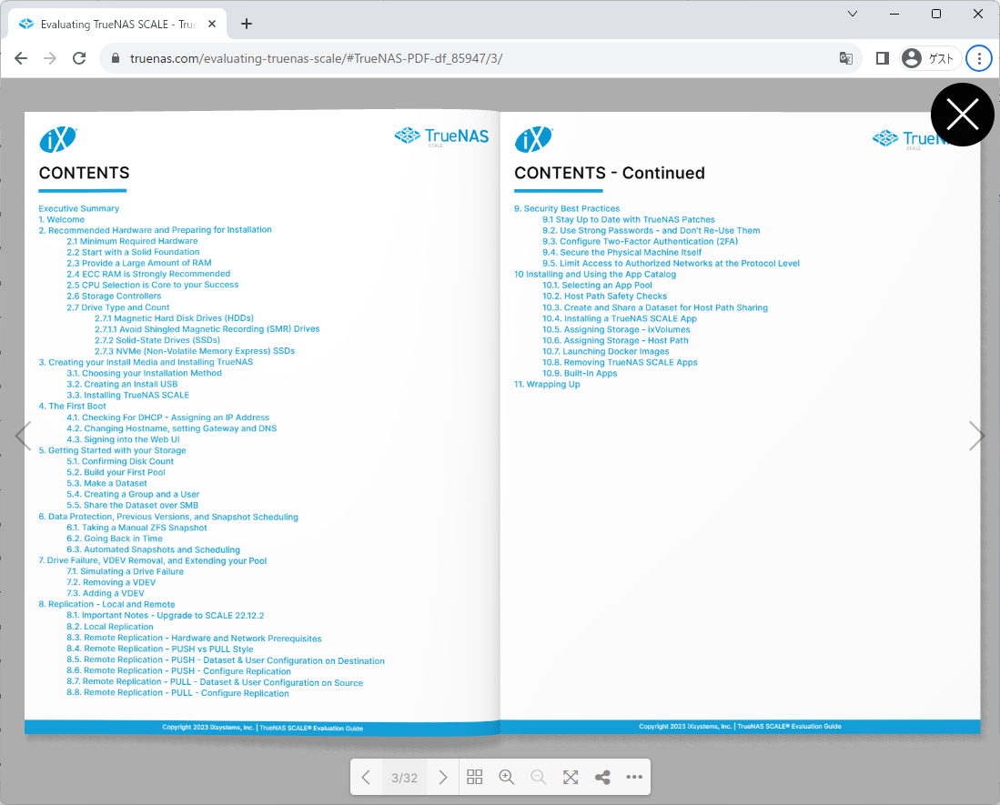 Evaluating TrueNAS SCALE - Tru
truenas.com/evaluating-truenas-scale/#TrueNAS-PDF-df_85947/3/
ゲスト
iX
TrueNAS
SCALE
CONTENTS
Executive Summary
1. Welcome
2. Recommended Hardware and Preparing for Installation
2.1 Minimum Required Hardware
2.2 Start with a Solid Foundation
2.3 Provide a Large Amount of RAM
2.4 ECC RAM is Strongly Recommended
2.5 CPU Selection is Core to your Success
2.6 Storage Controllers
2.7 Drive Type and Count
2.7.1 Magnetic Hard Disk Drives (HDDs)
2.7.1.1 Avoid Shingled Magnetic Recording (SMR) Drives
2.7.2 Solid-State Drives (SSDs)
2.7.3 NVMe (Non-Volatile Memory Express) SSDs
3. Creating your Install Media and Installing TrueNAS
3.1. Choosing your Installation Method
3.2. Creating an Install USB
3.3. Installing TrueNAS SCALE
4. The First Boot
4.1. Checking For DHCP - Assigning an IP Address
4.2. Changing Hostname, setting Gateway and DNS
4.3. Signing into the Web UI
5. Getting Started with your Storage
5.1. Confirming Disk Count
5.2. Build your First Pool
5.3. Make a Dataset
5.4. Creating a Group and a User
5.5. Share the Dataset over SMB
6. Data Protection, Previous Versions, and Snapshot Scheduling
6.1. Taking a Manual ZFS Snapshot
6.2. Going Back in Time
6.3. Automated Snapshots and Scheduling
7. Drive Failure, VDEV Removal, and Extending your Pool
7.1. Simulating a Drive Failure
7.2. Removing a VDEV
7.3. Adding a VDEV
8. Replication - Local and Remote
8.1. Important Notes - Upgrade to SCALE 22.12.2
8.2. Local Replication
8.3. Remote Replication - Hardware and Network Prerequisites
8.4. Remote Replication - PUSH vs PULL Style
8.5. Remote Replication - PUSH - Dataset & User Configuration on Destination
8.6. Remote Replication - PUSH - Configure Replication
8.7. Remote Replication - PULL - Dataset & User Configuration on Source
8.8. Remote Replication - PULL - Configure Replication
Copyright 2023 iXsystems, Inc. | TrueNAS SCALE® Evaluation Guide
iX
TrueN
SCALE
CONTENTS - Continued
9. Security Best Practices
9.1 Stay Up to Date with TrueNAS Patches
9.2. Use Strong Passwords - and Don't Re-Use Them
9.3. Configure Two-Factor Authentication (2FA)
9.4. Secure the Physical Machine Itself
9.5. Limit Access to Authorized Networks at the Protocol Level
10 Installing and Using the App Catalog
10.1. Selecting an App Pool
10.2. Host Path Safety Checks
10.3. Create and Share a Dataset for Host Path Sharing
10.4. Installing a TrueNAS SCALE App
10.5. Assigning Storage - ixVolumes
10.6. Assigning Storage - Host Path
10.7. Launching Docker Images
10.8. Removing TrueNAS SCALE Apps
10.9. Built-In Apps
11. Wrapping Up
Copyright 2023 iXsystems, Inc. | TrueNAS SCALE® Evaluation Guide
3/32